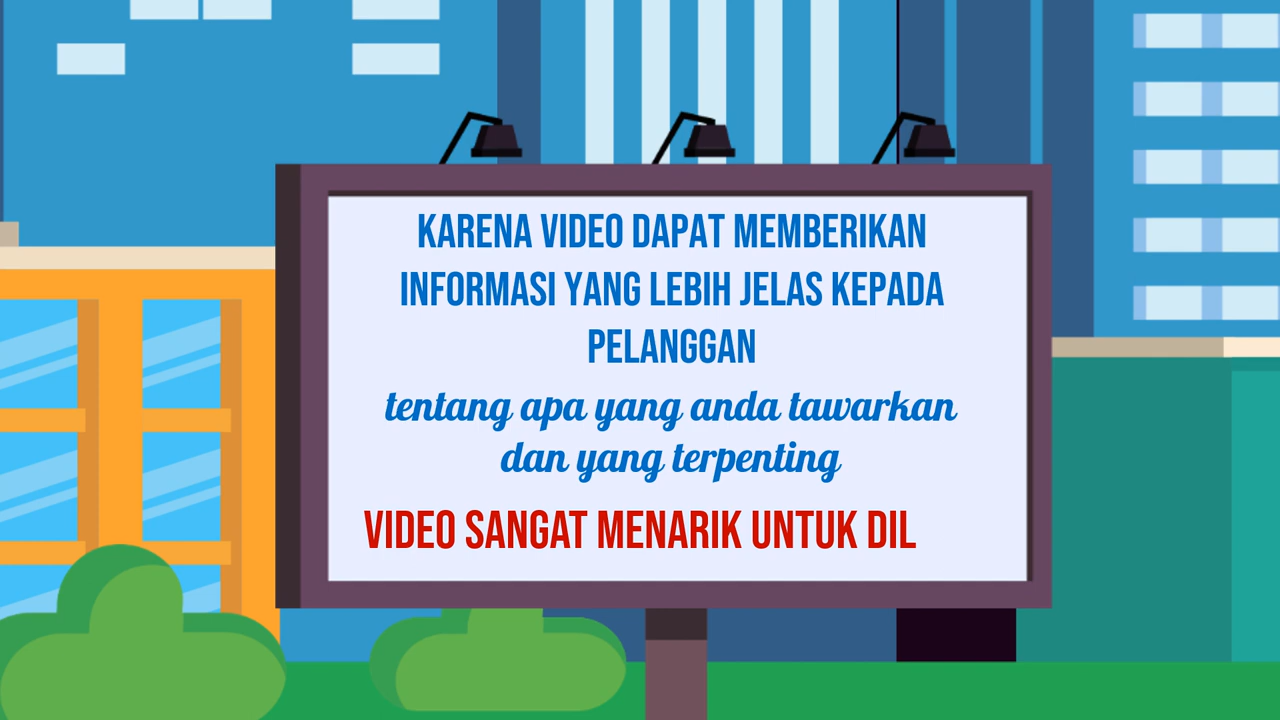 KARENA VIDEO DAPAT MEMBERIKAN
INFORMASI YANG LEBIH JELAS KEPADA
PELANGGAN
tentang apa yang anda tawarkan
dan yang terpenting
VIDEO SANGAT MENARIK UNTUK DIL